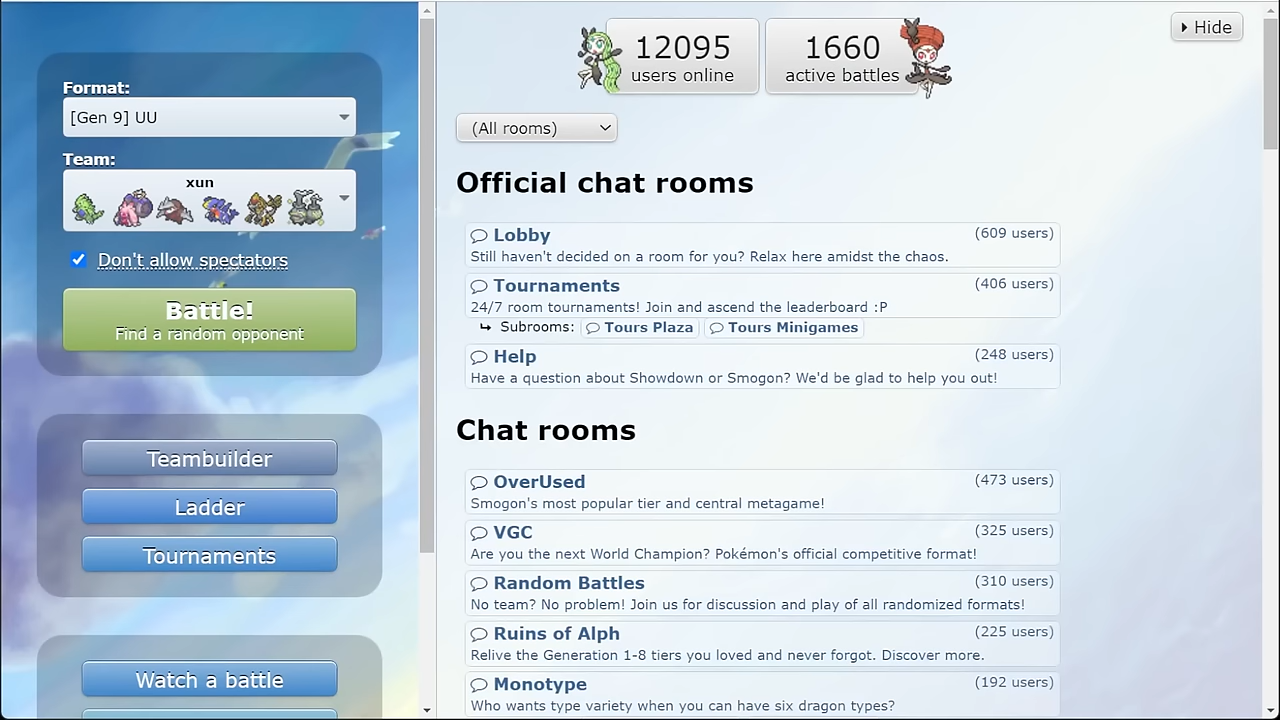 Format:
[Gen 9] UU
Team:
xun
Don't allow spectators
Battle!
Find a random opponent
Teambuilder
Ladder
Tournaments
Watch a battle
12095
users online
1660
active battles
Hide
(All rooms)
Official chat rooms
Lobby (609 users)
Still haven't decided on a room for you? Relax here amidst the chaos.
Tournaments (406 users)
24/7 room tournaments! Join and ascend the leaderboard :P
↳ Subrooms: Tours Plaza Tours Minigames
Help (248 users)
Have a question about Showdown or Smogon? We'd be glad to help you out!
Chat rooms
OverUsed (473 users)
Smogon's most popular tier and central metagame!
VGC (325 users)
Are you the next World Champion? Pokémon's official competitive format!
Random Battles (310 users)
No team? No problem! Join us for discussion and play of all randomized formats!
Ruins of Alph (225 users)
Relive the Generation 1-8 tiers you loved and never forgot. Discover more.
Monotype (192 users)
Who wants type variety when you can have six dragon types?